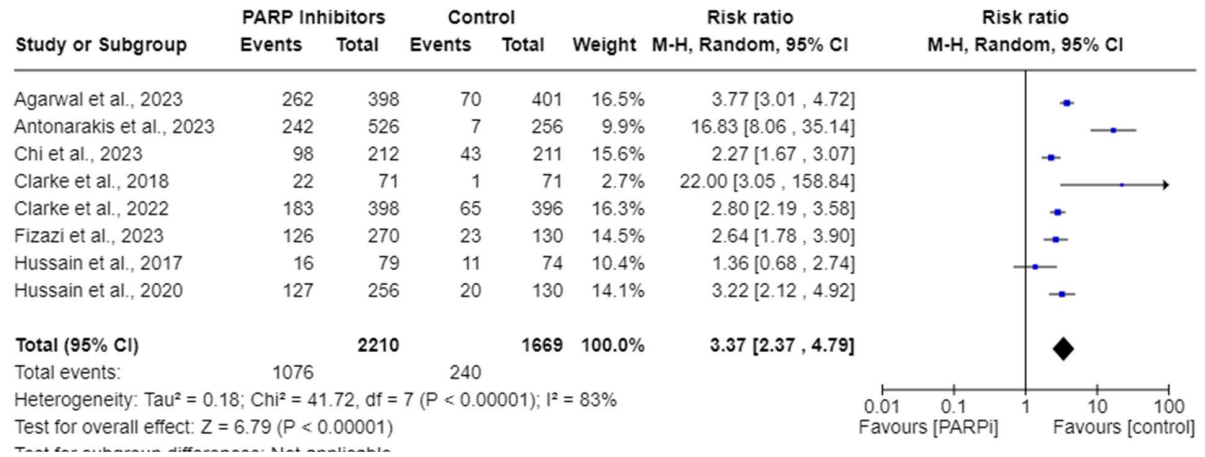 PARP Inhibitors Control Risk ratio Risk ratio
Study or Subgroup Events Total Events Total Weight M-H, Random, 95% CI M-H, Random, 95% CI
Agarwal et al., 2023 262 398 70 401 16.5% 3.77 [3.01 , 4.72]
Antonarakis et al., 2023 242 526 7 256 9.9% 16.83 [8.06 , 35.14]
Chi et al., 2023 98 212 43 211 15.6% 2.27 [1.67 , 3.07]
Clarke et al., 2018 22 71 1 71 2.7% 22.00 [3.05 , 158.84]
Clarke et al., 2022 183 398 65 396 16.3% 2.80 [2.19 , 3.58]
Fizazi et al., 2023 126 270 23 130 14.5% 2.64 [1.78 , 3.90]
Hussain et al., 2017 16 79 11 74 10.4% 1.36 [0.68 , 2.74]
Hussain et al., 2020 127 256 20 130 14.1% 3.22 [2.12 , 4.92]
Total (95% CI) 2210 1669 100.0% 3.37 [2.37 , 4.79]
Total events: 1076 240
Heterogeneity: Tau² = 0.18; Chi² = 41.72, df = 7 (P < 0.00001); I² = 83%
0.01 0.1 1 10 100
Test for overall effect: Z = 6.79 (P < 0.00001)
Favours [PARPi] Favours [control]
Test for subgroup differences: Not applicable